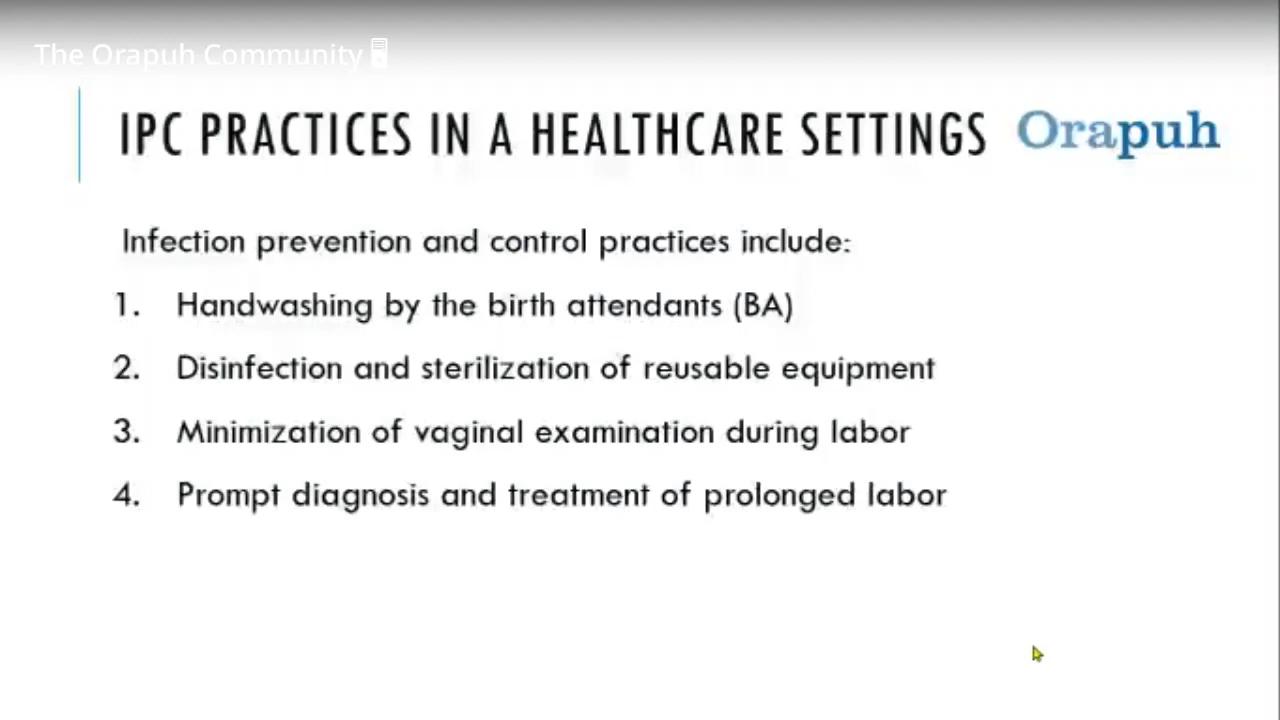 The Orapuh Community
IPC PRACTICES IN A HEALTHCARE SETTINGS
Orapuh
Infection prevention and control practices include:
1. Handwashing by the birth attendants (BA)
2. Disinfection and sterilization of reusable equipment
3. Minimization of vaginal examination during labor
4. Prompt diagnosis and treatment of prolonged labor